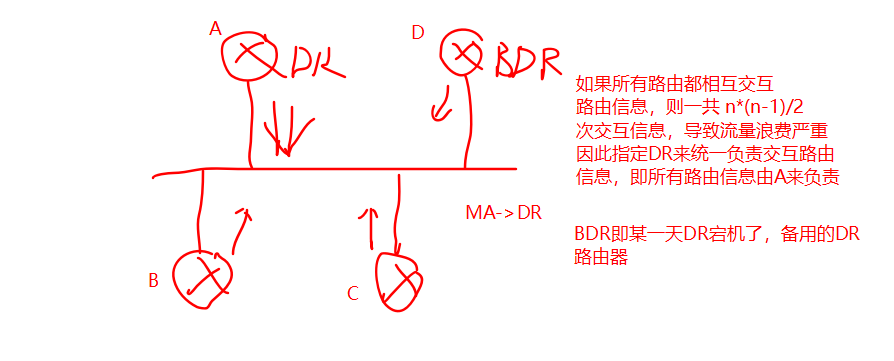 A
D
DR
BDR
如果所有路由都相互交互
路由信息，则一共 n*(n-1)/2
次交互信息，导致流量浪费严重
因此指定DR来统一负责交互路由
信息，即所有路由信息由A来负责
MA->DR
BDR即某一天DR宕机了，备用的DR
路由器
B
C